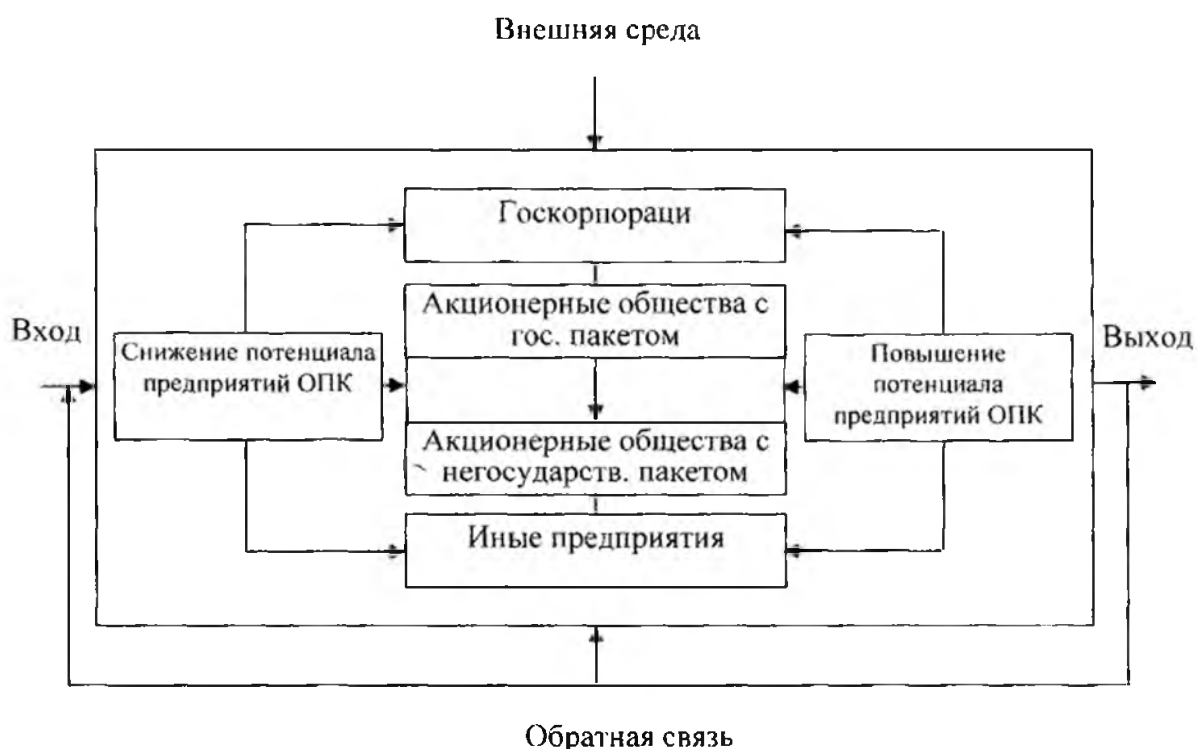 Внешняя среда
Госкорпораци
Акционерные общества с
гос. пакетом
Вход
Снижение потенциала
предприятий ОПК
Повышение
потенциала
предприятий ОПК
Выход
Акционерные общества с
негосударств. пакетом
Иные предприятия
Обратная связь